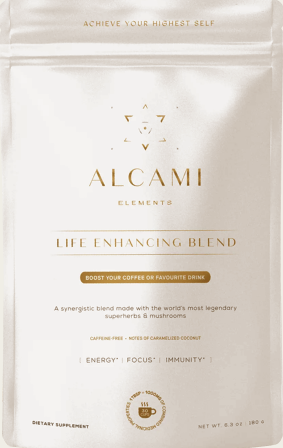 ACHIEVE YOUR HIGHEST SELF
ALCAMI
ELEMENTS
LIFE ENHANCING BLEND
BOOST YOUR COFFEE OR FAVOURITE DRINK
A synergistic blend made with the world's most legendary
superherbs & mushrooms
CAFFEINE FREE • NOTES OF CARAMELIZED COCONUT
| ENERGY⁺ | FOCUS⁺ | IMMUNITY⁺ |
DIETARY SUPPLEMENT
NET WT. 6.3 oz | 180 G